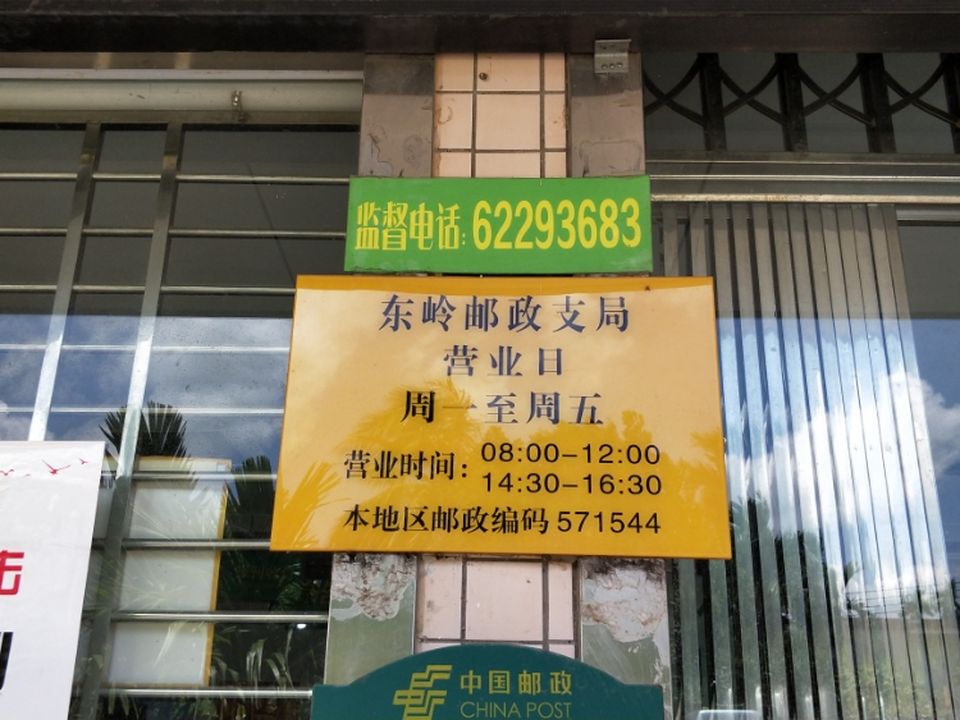 监督电话:62293683
东岭邮政支局
营业日
周一至周五
营业时间:08:00-12:00
14:30-16:30
本地区邮政编码 571544
中国邮政
CHINA POST